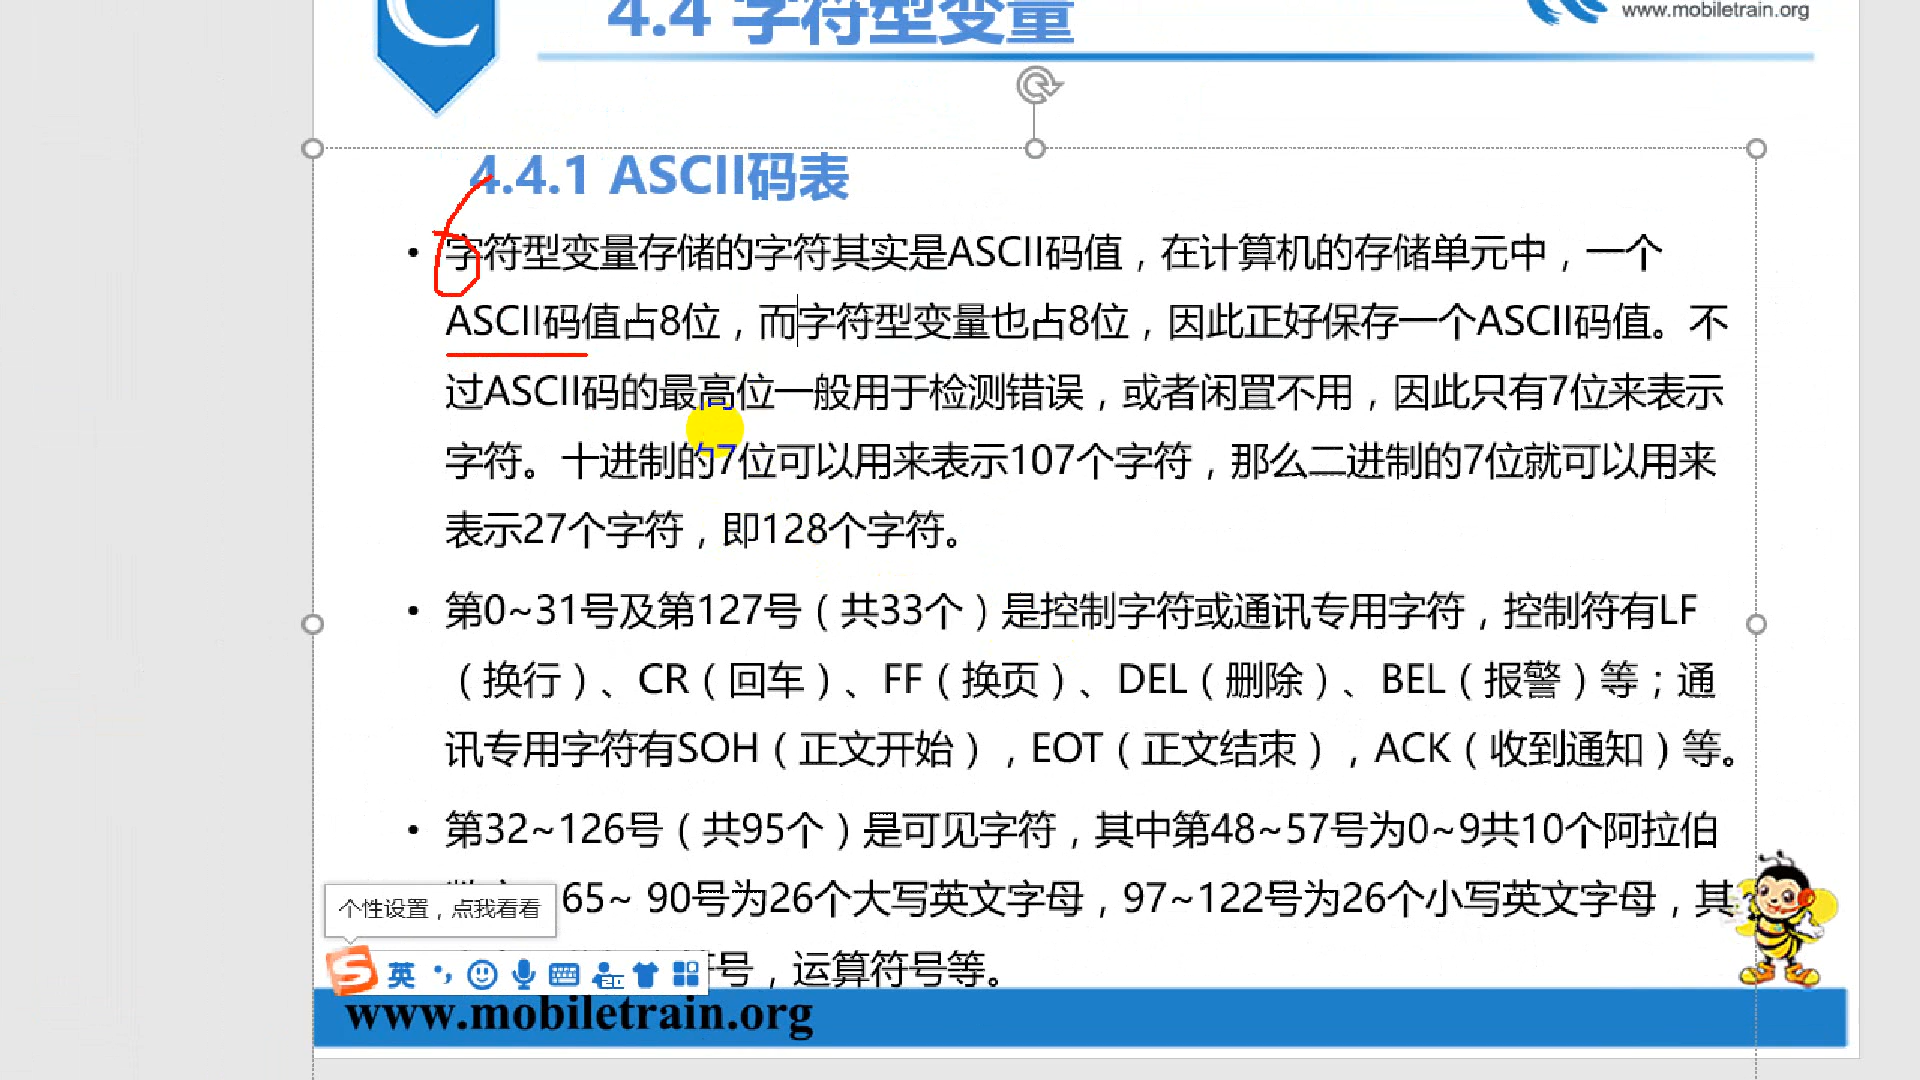 4.4 字符型变量
www.mobiletrain.org
4.4.1 ASCII码表
• 字符型变量存储的字符其实是ASCII码值，在计算机的存储单元中，一个
ASCII码值占8位，而字符型变量也占8位，因此正好保存一个ASCII码值。不
过ASCII码的最高位一般用于检测错误，或者闲置不用，因此只有7位来表示
字符。十进制的7位可以用来表示107个字符，那么二进制的7位就可以用来
表示27个字符，即128个字符。
• 第0~31号及第127号（共33个）是控制字符或通讯专用字符，控制符有LF
（换行）、CR（回车）、FF（换页）、DEL（删除）、BEL（报警）等；通
讯专用字符有SOH（正文开始），EOT（正文结束），ACK（收到通知）等。
• 第32~126号（共95个）是可见字符，其中第48~57号为0~9共10个阿拉伯
65~ 90号为26个大写英文字母，97~122号为26个小写英文字母，其
个性设置，点我看看
号，运算符号等。
英
www.mobiletrain.org